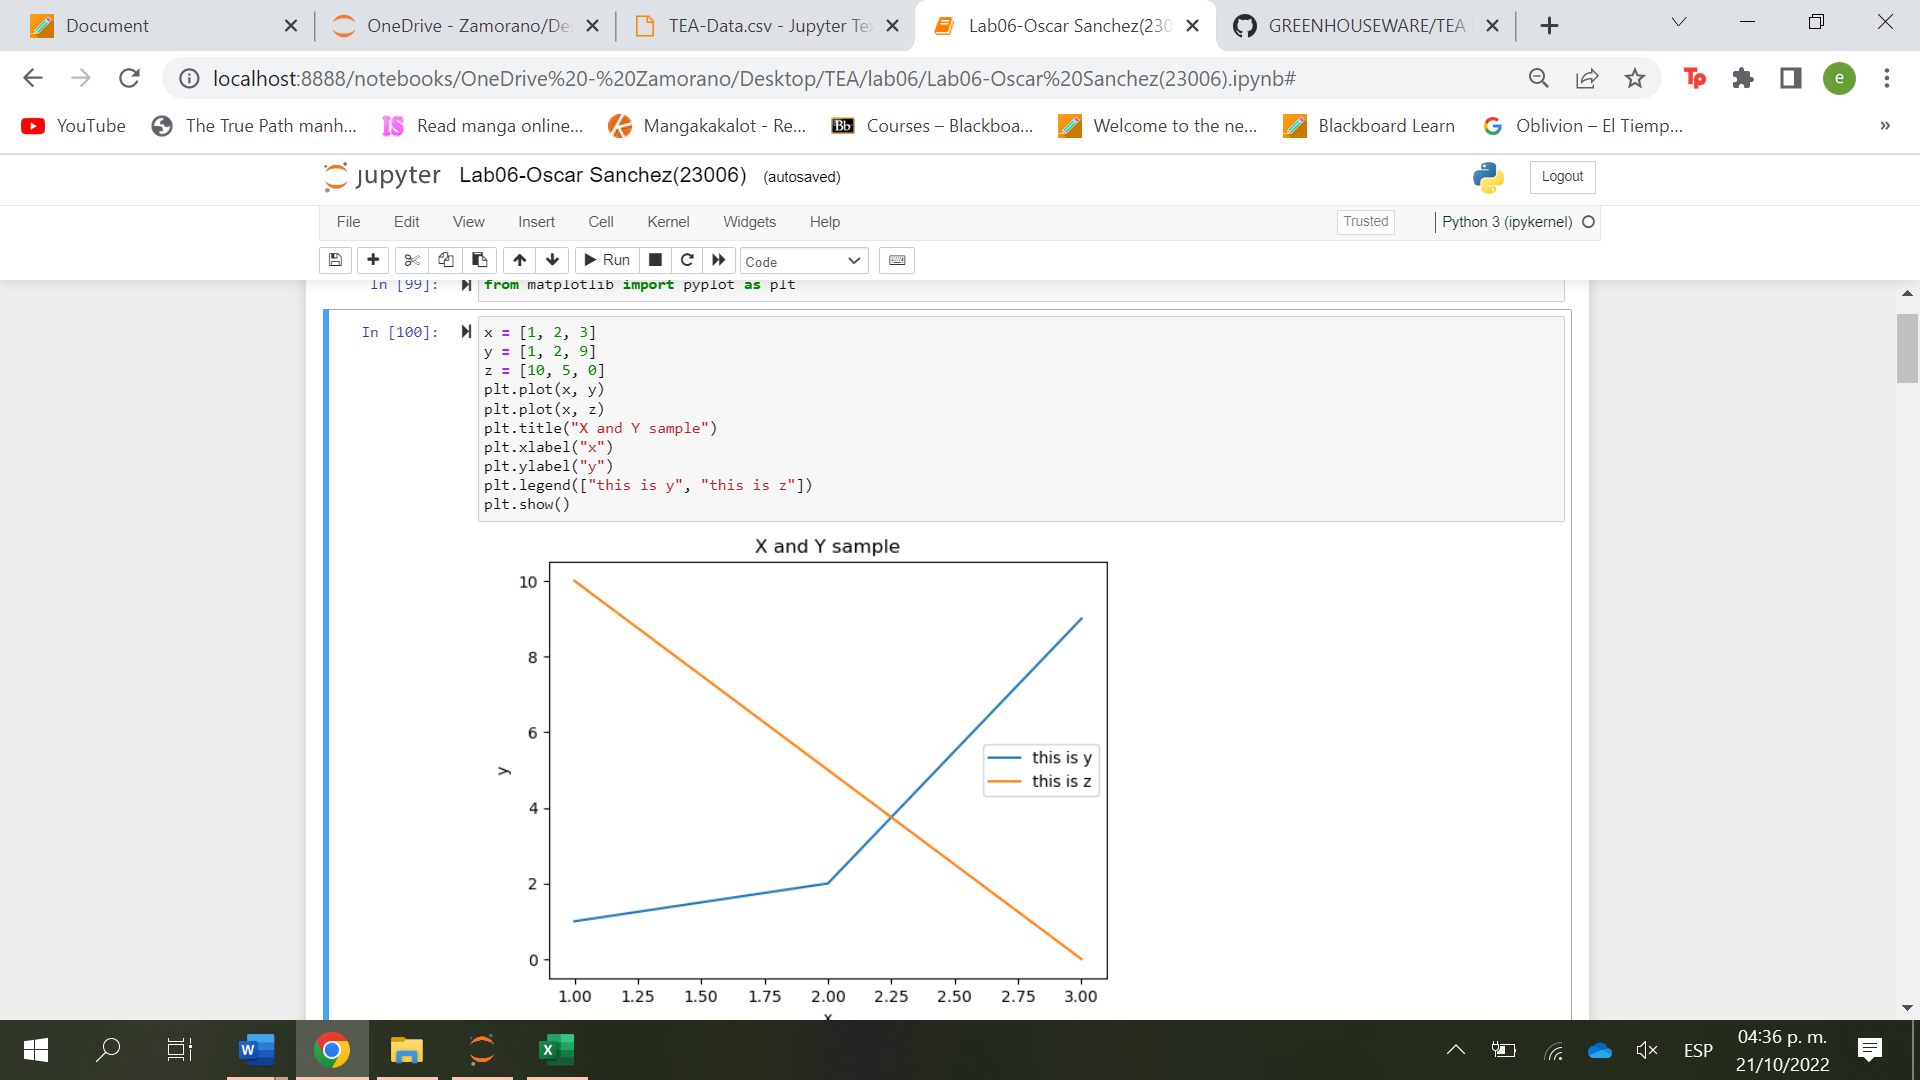 Document
OneDrive - Zamorano/De
TEA-Data.csv - Jupyter Te
Lab06-Oscar Sanchez(230
GREENHOUSEWARE/TEA
localhost:8888/notebooks/OneDrive%20-%20Zamorano/Desktop/TEA/lab06/Lab06-Oscar%20Sanchez(23006).ipynb#
Tp
e
YouTube
The True Path manh...
IS
Read manga online...
Mangakakalot - Re...
Bb
Courses – Blackboa...
Welcome to the ne...
Blackboard Learn
Oblivion – El Tiemp...
»
jupyter
Lab06-Oscar Sanchez(23006) (autosaved)
Logout
File Edit View Insert Cell Kernel Widgets Help
Trusted
Python 3 (ipykernel)
Run
Code
In [99]: from matplotlib import pyplot as plt
In [100]: x = [1, 2, 3]
y = [1, 2, 9]
z = [10, 5, 0]
plt.plot(x, y)
plt.plot(x, z)
plt.title("X and Y sample")
plt.xlabel("x")
plt.ylabel("y")
plt.legend(["this is y", "this is z"])
plt.show()
X and Y sample
10
8
6
4
2
0
y
this is y
this is z
1.00 1.25 1.50 1.75 2.00 2.25 2.50 2.75 3.00
x
W
X
ESP
04:36 p. m.
21/10/2022